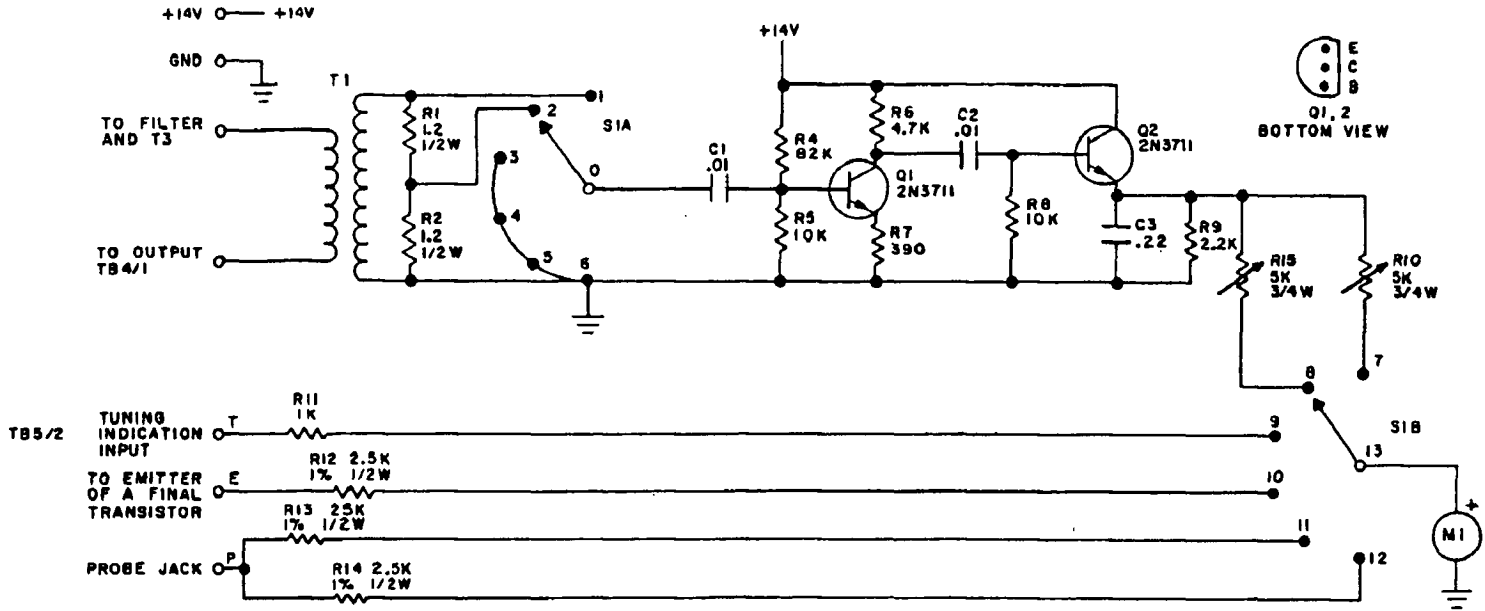 +14V
+14V
GND
TO FILTER
AND T3
TO OUTPUT
TB4/1
T1
R1
1.2
1/2W
R2
1.2
1/2W
1
2
3
4
5
6
0
S1A
C1
.01
+14V
R4
82K
R5
10K
R6
4.7K
Q1
2N3711
R7
390
C2
.01
R8
10K
Q2
2N3711
C3
.22
R9
2.2K
R15
5K
3/4W
R10
5K
3/4W
E
C
B
Q1, 2
BOTTOM VIEW
7
8
9
10
11
12
13
S1B
+
M1
TB5/2
TUNING
INDICATION
INPUT
T
R11
1K
TO EMITTER
OF A FINAL
TRANSISTOR
E
R12 2.5K
1% 1/2W
R13 25K
1% 1/2W
PROBE JACK
P
R14 2.5K
1% 1/2W